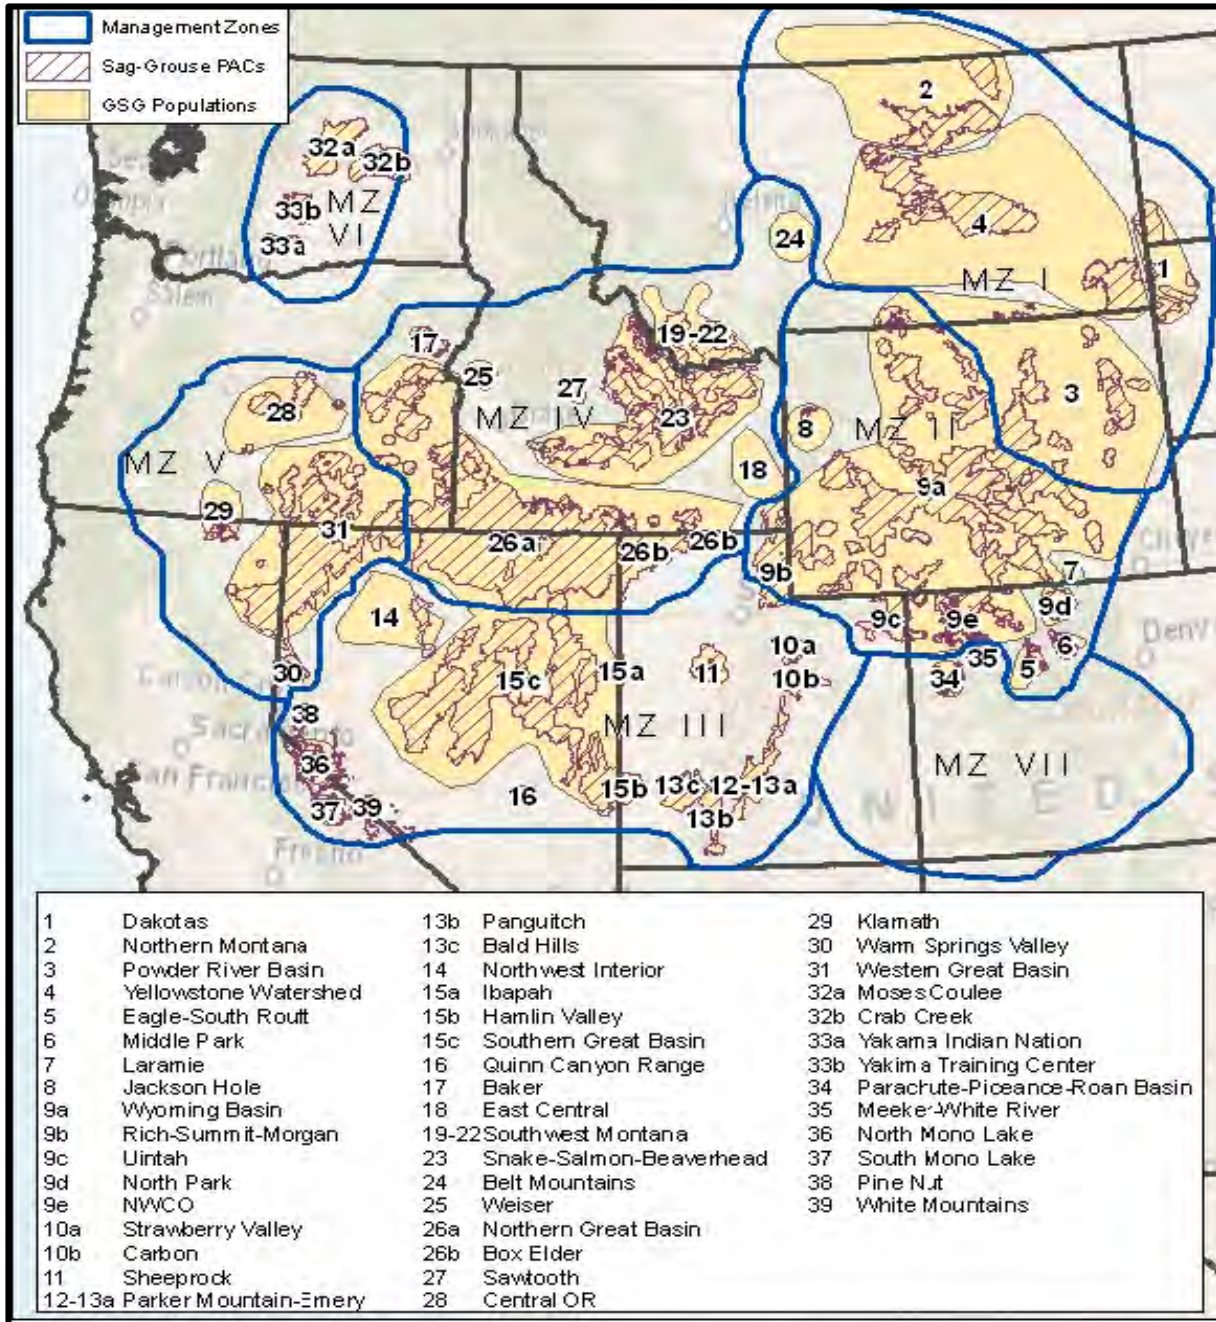 Management Zones
Sag-Grouse PACs
GSG Populations
2
32a
32b
33b
MZ
VI
33a
Portland
Salem
24
4
MZ I
1
17
19-22
25
27
3
28
MZ IV
23
8
MZ II
MZ V
18
9a
29
31
26a
26b
26b
9b
7
14
9c
9e
9d
DenV
30
15c
15a
11
10a
10b
34
35
5
6
38
Sacramento
MZ III
36
San Francis
MZ VII
37
39
16
15b
13c
12-13a
13b
NITED S
Fresno
1 Dakotas
2 Northern Montana
3 Powder River Basin
4 Yellowstone Watershed
5 Eagle-South Routt
6 Middle Park
7 Laramie
8 Jackson Hole
9a Wyoming Basin
9b Rich-Summit-Morgan
9c Uintah
9d North Park
9e NWCO
10a Strawberry Valley
10b Carbon
11 Sheeprock
12-13a Parker Mountain-Emery
13b Panguitch
13c Bald Hills
14 Northwest Interior
15a Ibapah
15b Hamlin Valley
15c Southern Great Basin
16 Quinn Canyon Range
17 Baker
18 East Central
19-22 Southwest Montana
23 Snake-Salmon-Beaverhead
24 Belt Mountains
25 Weiser
26a Northern Great Basin
26b Box Elder
27 Sawtooth
28 Central OR
29 Klamath
30 Warm Springs Valley
31 Western Great Basin
32a Moses Coulee
32b Crab Creek
33a Yakama Indian Nation
33b Yakima Training Center
34 Parachute-Piceance-Roan Basin
35 Meeker-White River
36 North Mono Lake
37 South Mono Lake
38 Pine Nut
39 White Mountains